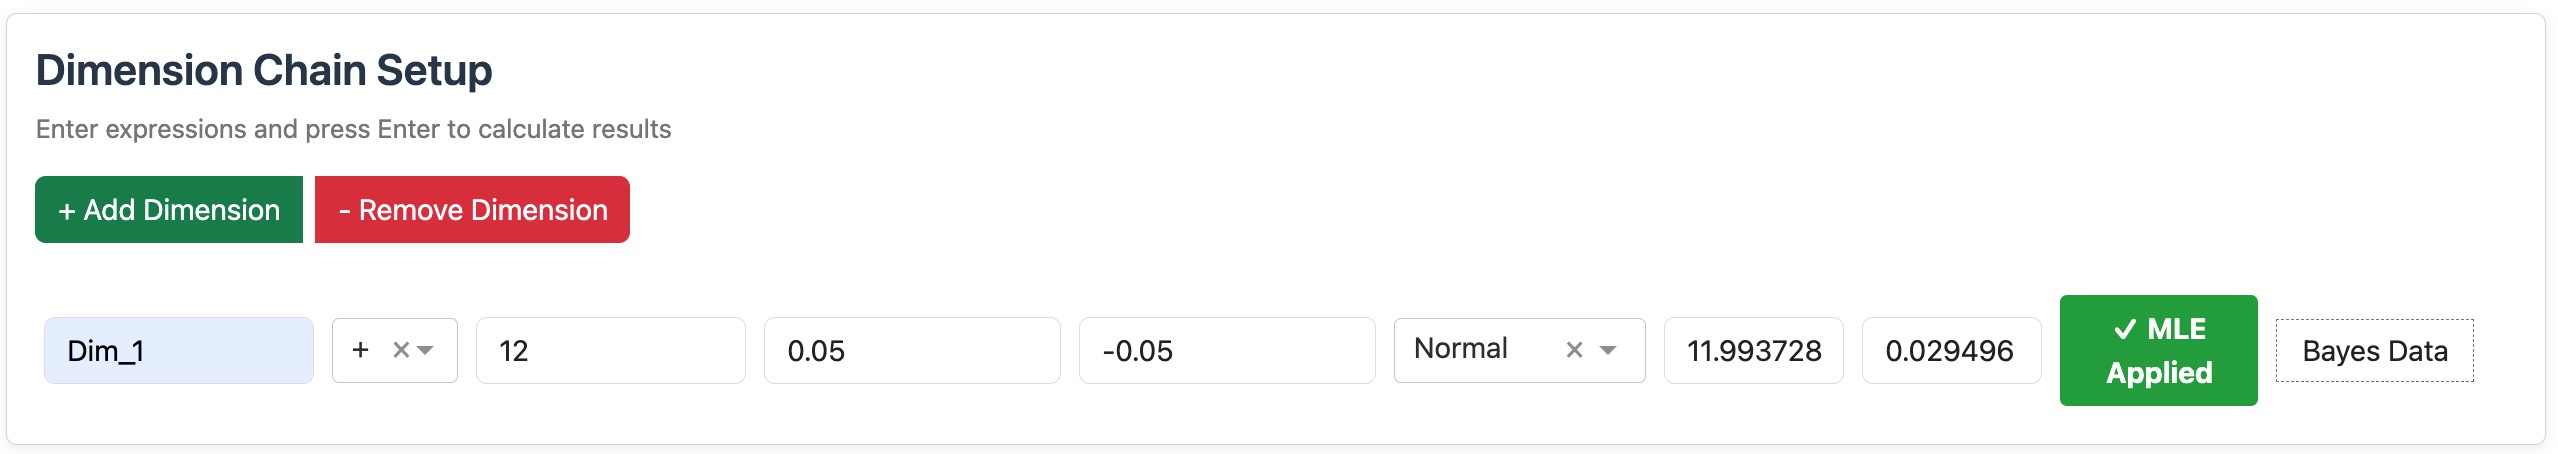 Dimension Chain Setup
Enter expressions and press Enter to calculate results
+ Add Dimension - Remove Dimension
Dim_1 + × 12 0.05 -0.05 Normal × 11.993728 0.029496 ✓ MLE Applied Bayes Data